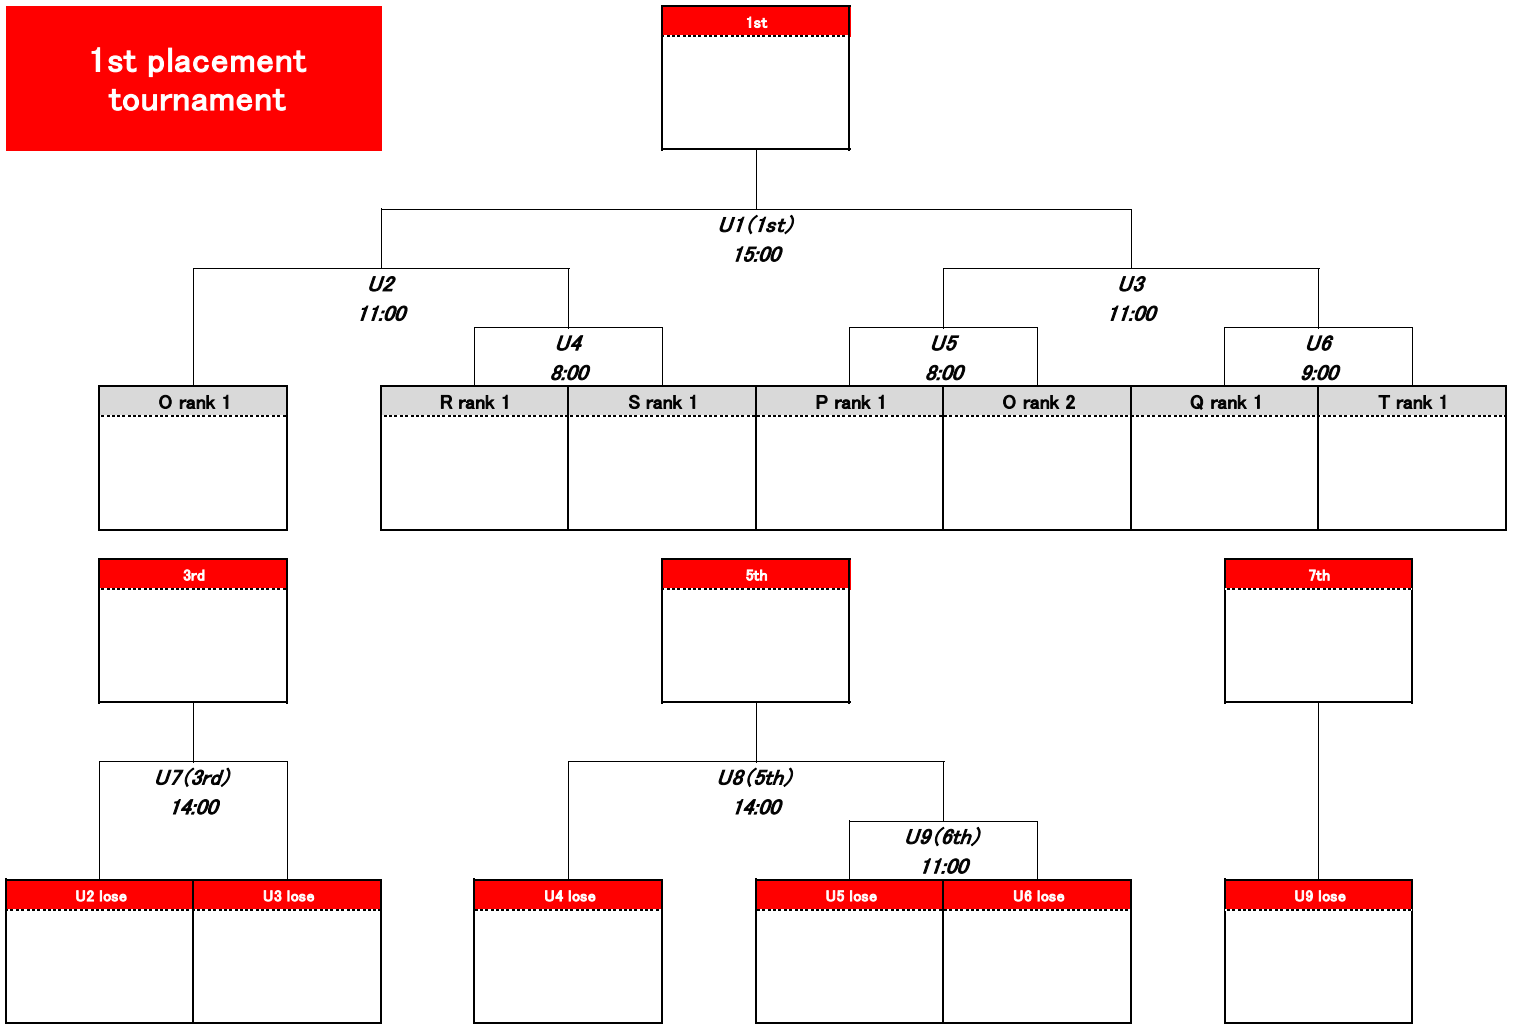 1st placement
tournament
1st
U1(1st)
15:00
U2
11:00
U3
11:00
U4
8:00
U5
8:00
U6
9:00
O rank 1
R rank 1
S rank 1
P rank 1
O rank 2
Q rank 1
T rank 1
3rd
5th
7th
U7(3rd)
14:00
U8(5th)
14:00
U9(6th)
11:00
U2 lose
U3 lose
U4 lose
U5 lose
U6 lose
U9 lose